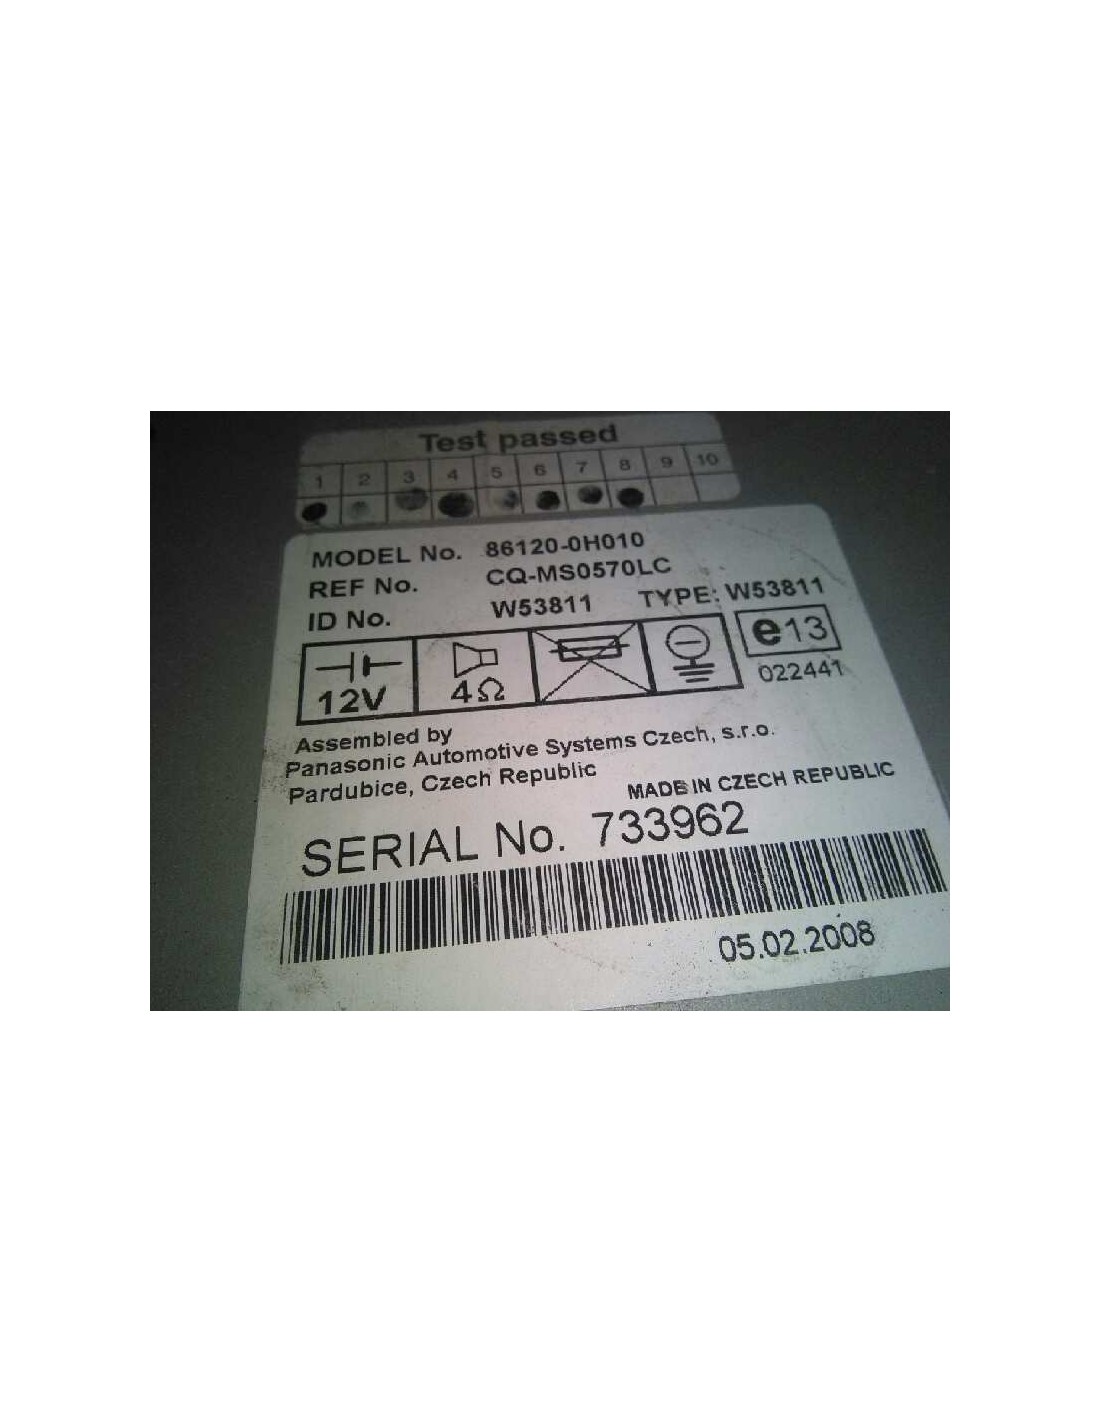 Test passed
1 2 3 4 5 6 7 8 9 10
MODEL No. 86120-0H010
REF No. CQ-MS0570LC
ID No. W53811 TYPE: W53811
12V 4Ω e13
022441
Assembled by
Panasonic Automotive Systems Czech, s.r.o.
Pardubice, Czech Republic
MADE IN CZECH REPUBLIC
SERIAL No. 733962
05.02.2008